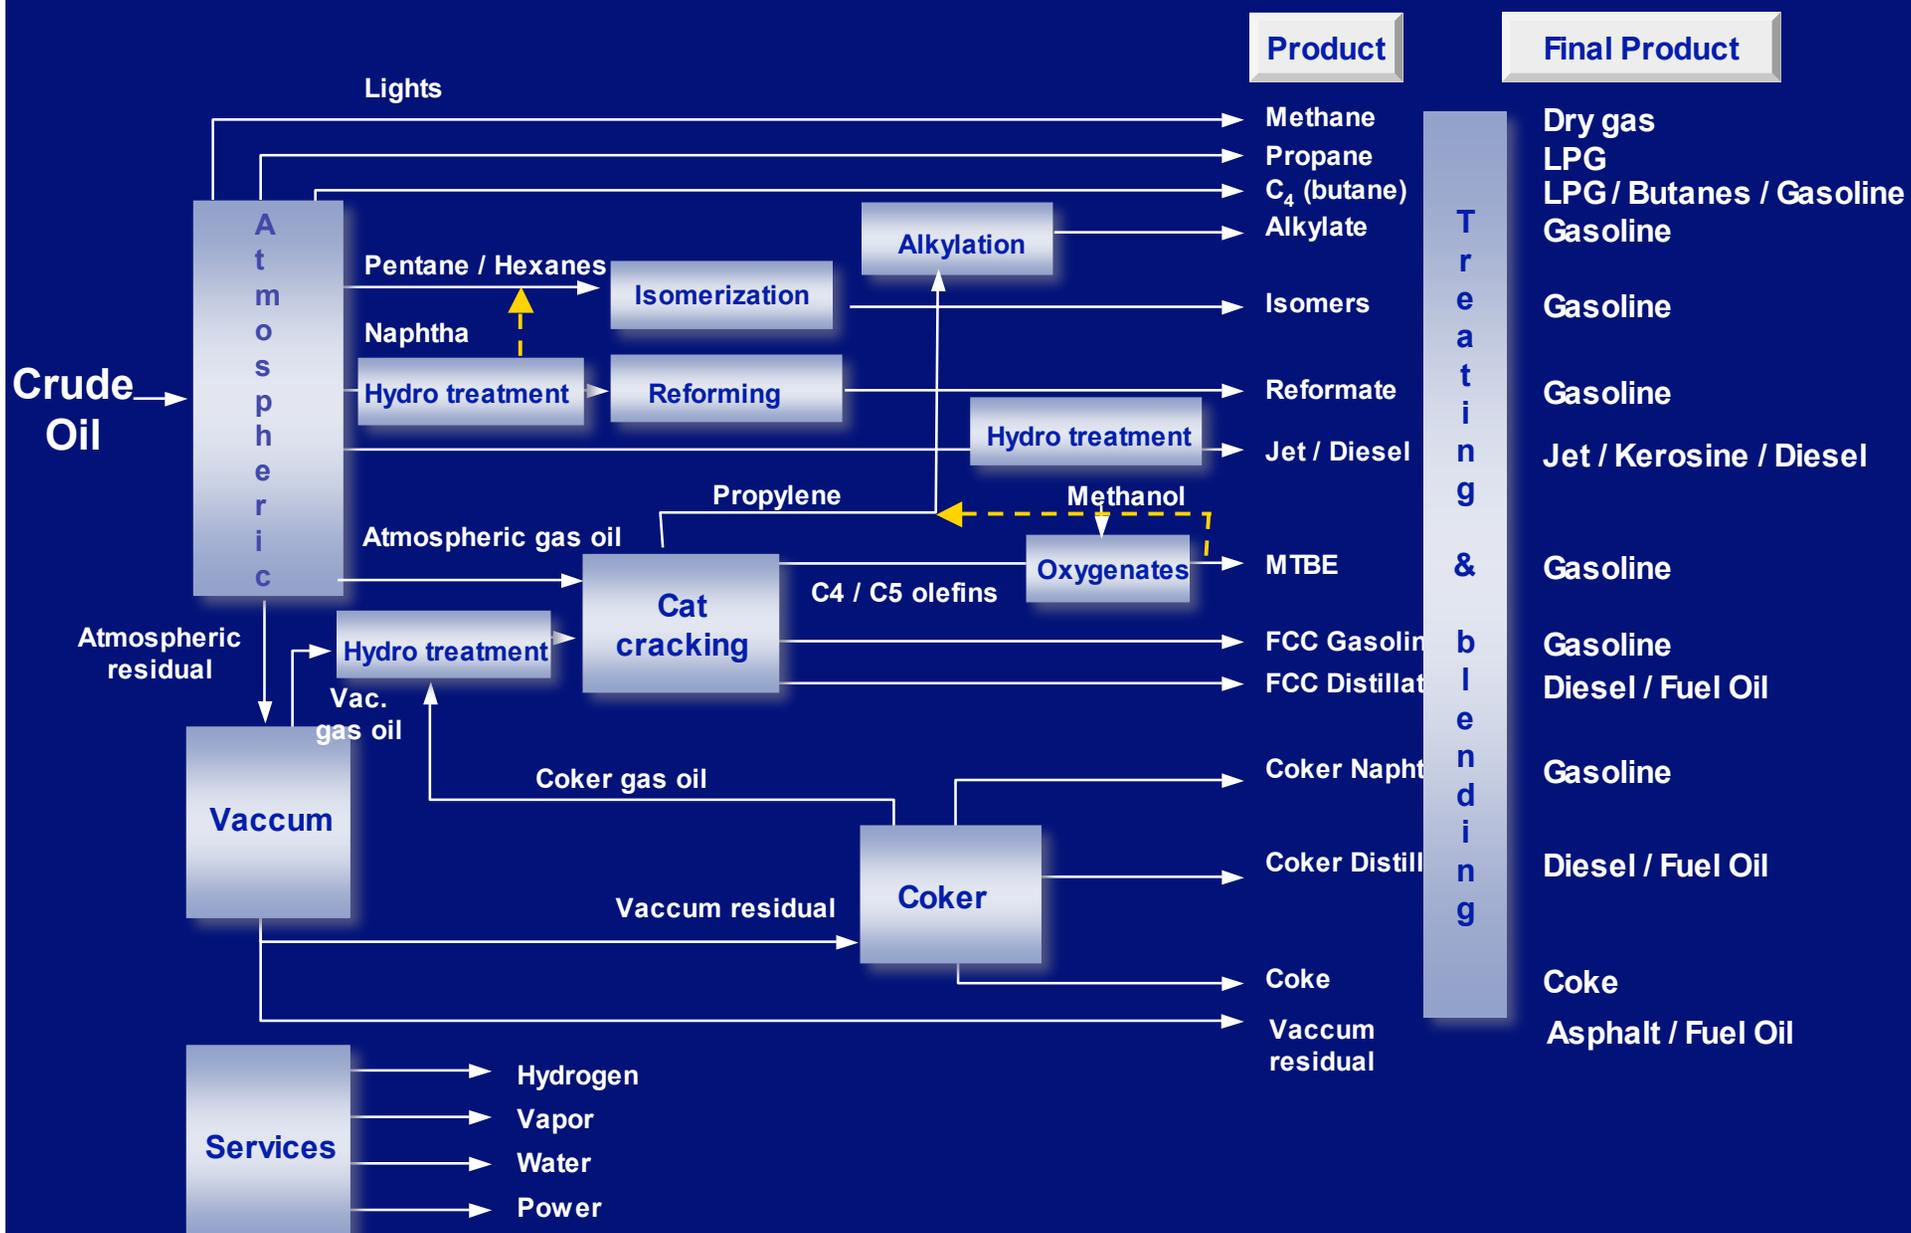 Product
Final Product
Lights
Methane
Dry gas
Propane
LPG
C4 (butane)
LPG / Butanes / Gasoline
Alkylation
Alkylate
Gasoline
Atmospheric
Pentane / Hexanes
Isomerization
Isomers
Gasoline
Naphtha
Crude
Oil
Hydro treatment
Reforming
Reformate
Gasoline
Hydro treatment
Jet / Diesel
Jet / Kerosine / Diesel
Propylene
Methanol
Atmospheric gas oil
Oxygenates
MTBE
Gasoline
C4 / C5 olefins
Cat
cracking
Atmospheric
residual
Hydro treatment
FCC Gasolin
Gasoline
FCC Distillat
Diesel / Fuel Oil
Vac.
gas oil
Coker gas oil
Coker Napht
Gasoline
Vaccum
Coker Distill
Diesel / Fuel Oil
Coker
Vaccum residual
Coke
Coke
Vaccum
residual
Asphalt / Fuel Oil
Treating & blending
Services
Hydrogen
Vapor
Water
Power